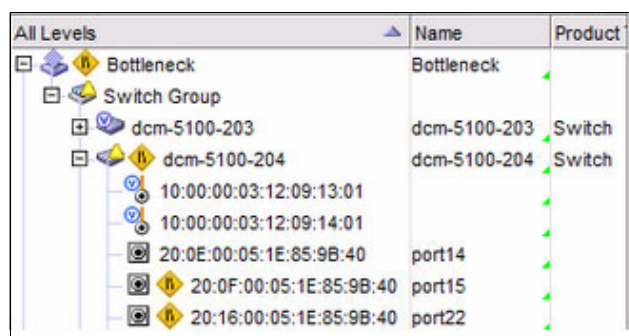 All Levels Name Product
Bottleneck Bottleneck
Switch Group
dcm-5100-203 dcm-5100-203 Switch
dcm-5100-204 dcm-5100-204 Switch
10:00:00:03:12:09:13:01
10:00:00:03:12:09:14:01
20:0E:00:05:1E:85:9B:40 port14
20:0F:00:05:1E:85:9B:40 port15
20:16:00:05:1E:85:9B:40 port22